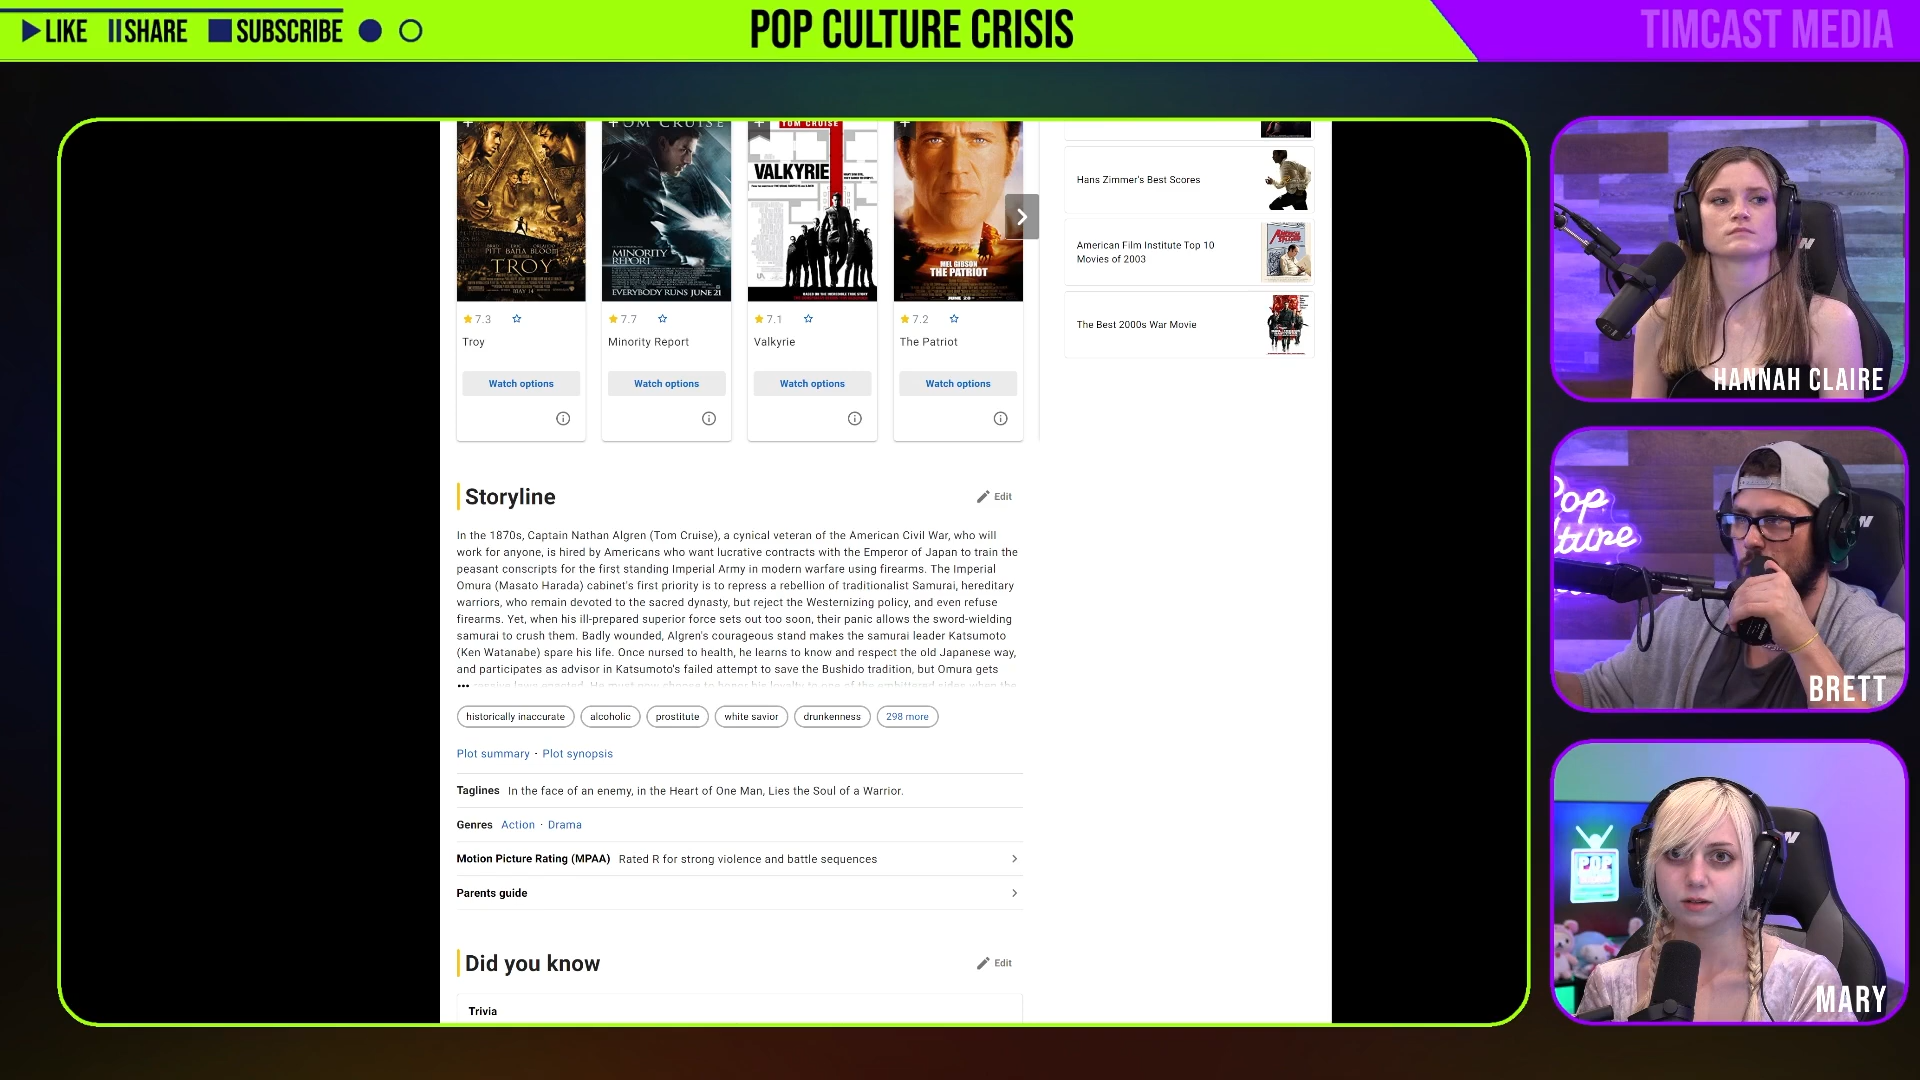 LIKE SHARE SUBSCRIBE
POP CULTURE CRISIS
TIMCAST MEDIA
TOM CRUISE
TOM CRUISE
VALKYRIE
PITT BANA BLOOM
TROY
MAY 14
MINORITY
REPORT
EVERYBODY RUNS JUNE 21
MEL GIBSON
THE PATRIOT
7.3
7.7
7.1
7.2
Troy
Minority Report
Valkyrie
The Patriot
Watch options
Watch options
Watch options
Watch options
Hans Zimmer's Best Scores
American Film Institute Top 10
Movies of 2003
The Best 2000s War Movie
Storyline
Edit
In the 1870s, Captain Nathan Algren (Tom Cruise), a cynical veteran of the American Civil War, who will
work for anyone, is hired by Americans who want lucrative contracts with the Emperor of Japan to train the
peasant conscripts for the first standing Imperial Army in modern warfare using firearms. The Imperial
Omura (Masato Harada) cabinet's first priority is to repress a rebellion of traditionalist Samurai, hereditary
warriors, who remain devoted to the sacred dynasty, but reject the Westernizing policy, and even refuse
firearms. Yet, when his ill-prepared superior force sets out too soon, their panic allows the sword-wielding
samurai to crush them. Badly wounded, Algren's courageous stand makes the samurai leader Katsumoto
(Ken Watanabe) spare his life. Once nursed to health, he learns to know and respect the old Japanese way,
and participates as advisor in Katsumoto's failed attempt to save the Bushido tradition, but Omura gets
...
historically inaccurate
alcoholic
prostitute
white savior
drunkenness
298 more
Plot summary · Plot synopsis
Taglines In the face of an enemy, in the Heart of One Man, Lies the Soul of a Warrior.
Genres Action · Drama
Motion Picture Rating (MPAA) Rated R for strong violence and battle sequences
Parents guide
Did you know
Edit
Trivia
HANNAH CLAIRE
Pop
BRETT
POP
MARY